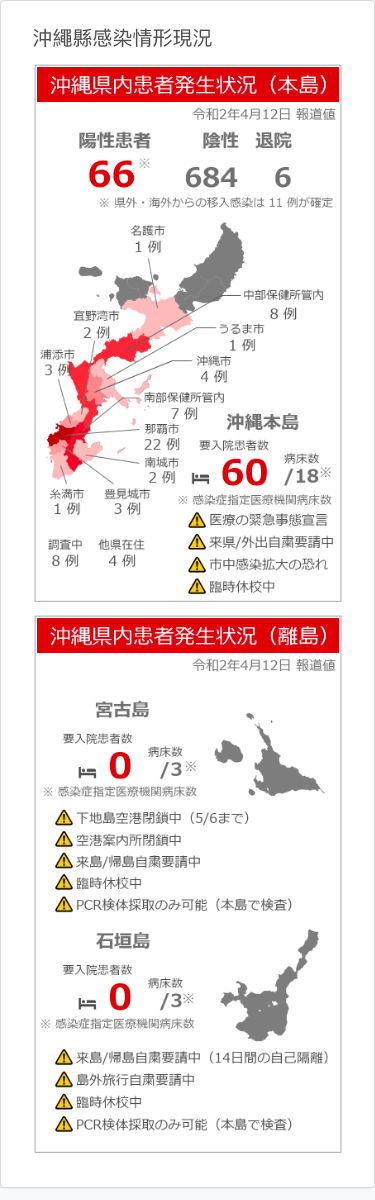 沖繩縣感染情形現況
沖縄県内患者発生状況（本島）
令和2年4月12日 報道値
陽性患者 陰性 退院
66※ 684 6
※ 県外・海外からの移入感染は 11 例が確定
名護市
1 例
中部保健所管内
8 例
宜野湾市
2 例
うるま市
1 例
浦添市
3 例
沖縄市
4 例
南部保健所管内
7 例
那覇市
22 例
南城市
2 例
糸満市
1 例
豊見城市
3 例
調査中
8 例
他県在住
4 例
沖縄本島
要入院患者数
60
病床数
/18※
※ 感染症指定医療機関病床数
医療の緊急事態宣言
来県/外出自粛要請中
市中感染拡大の恐れ
臨時休校中
沖縄県内患者発生状況（離島）
令和2年4月12日 報道値
宮古島
要入院患者数
0
病床数
/3※
※ 感染症指定医療機関病床数
下地島空港閉鎖中（5/6まで）
空港案内所閉鎖中
来島/帰島自粛要請中
臨時休校中
PCR検体採取のみ可能（本島で検査）
石垣島
要入院患者数
0
病床数
/3※
※ 感染症指定医療機関病床数
来島/帰島自粛要請中（14日間の自己隔離）
島外旅行自粛要請中
臨時休校中
PCR検体採取のみ可能（本島で検査）